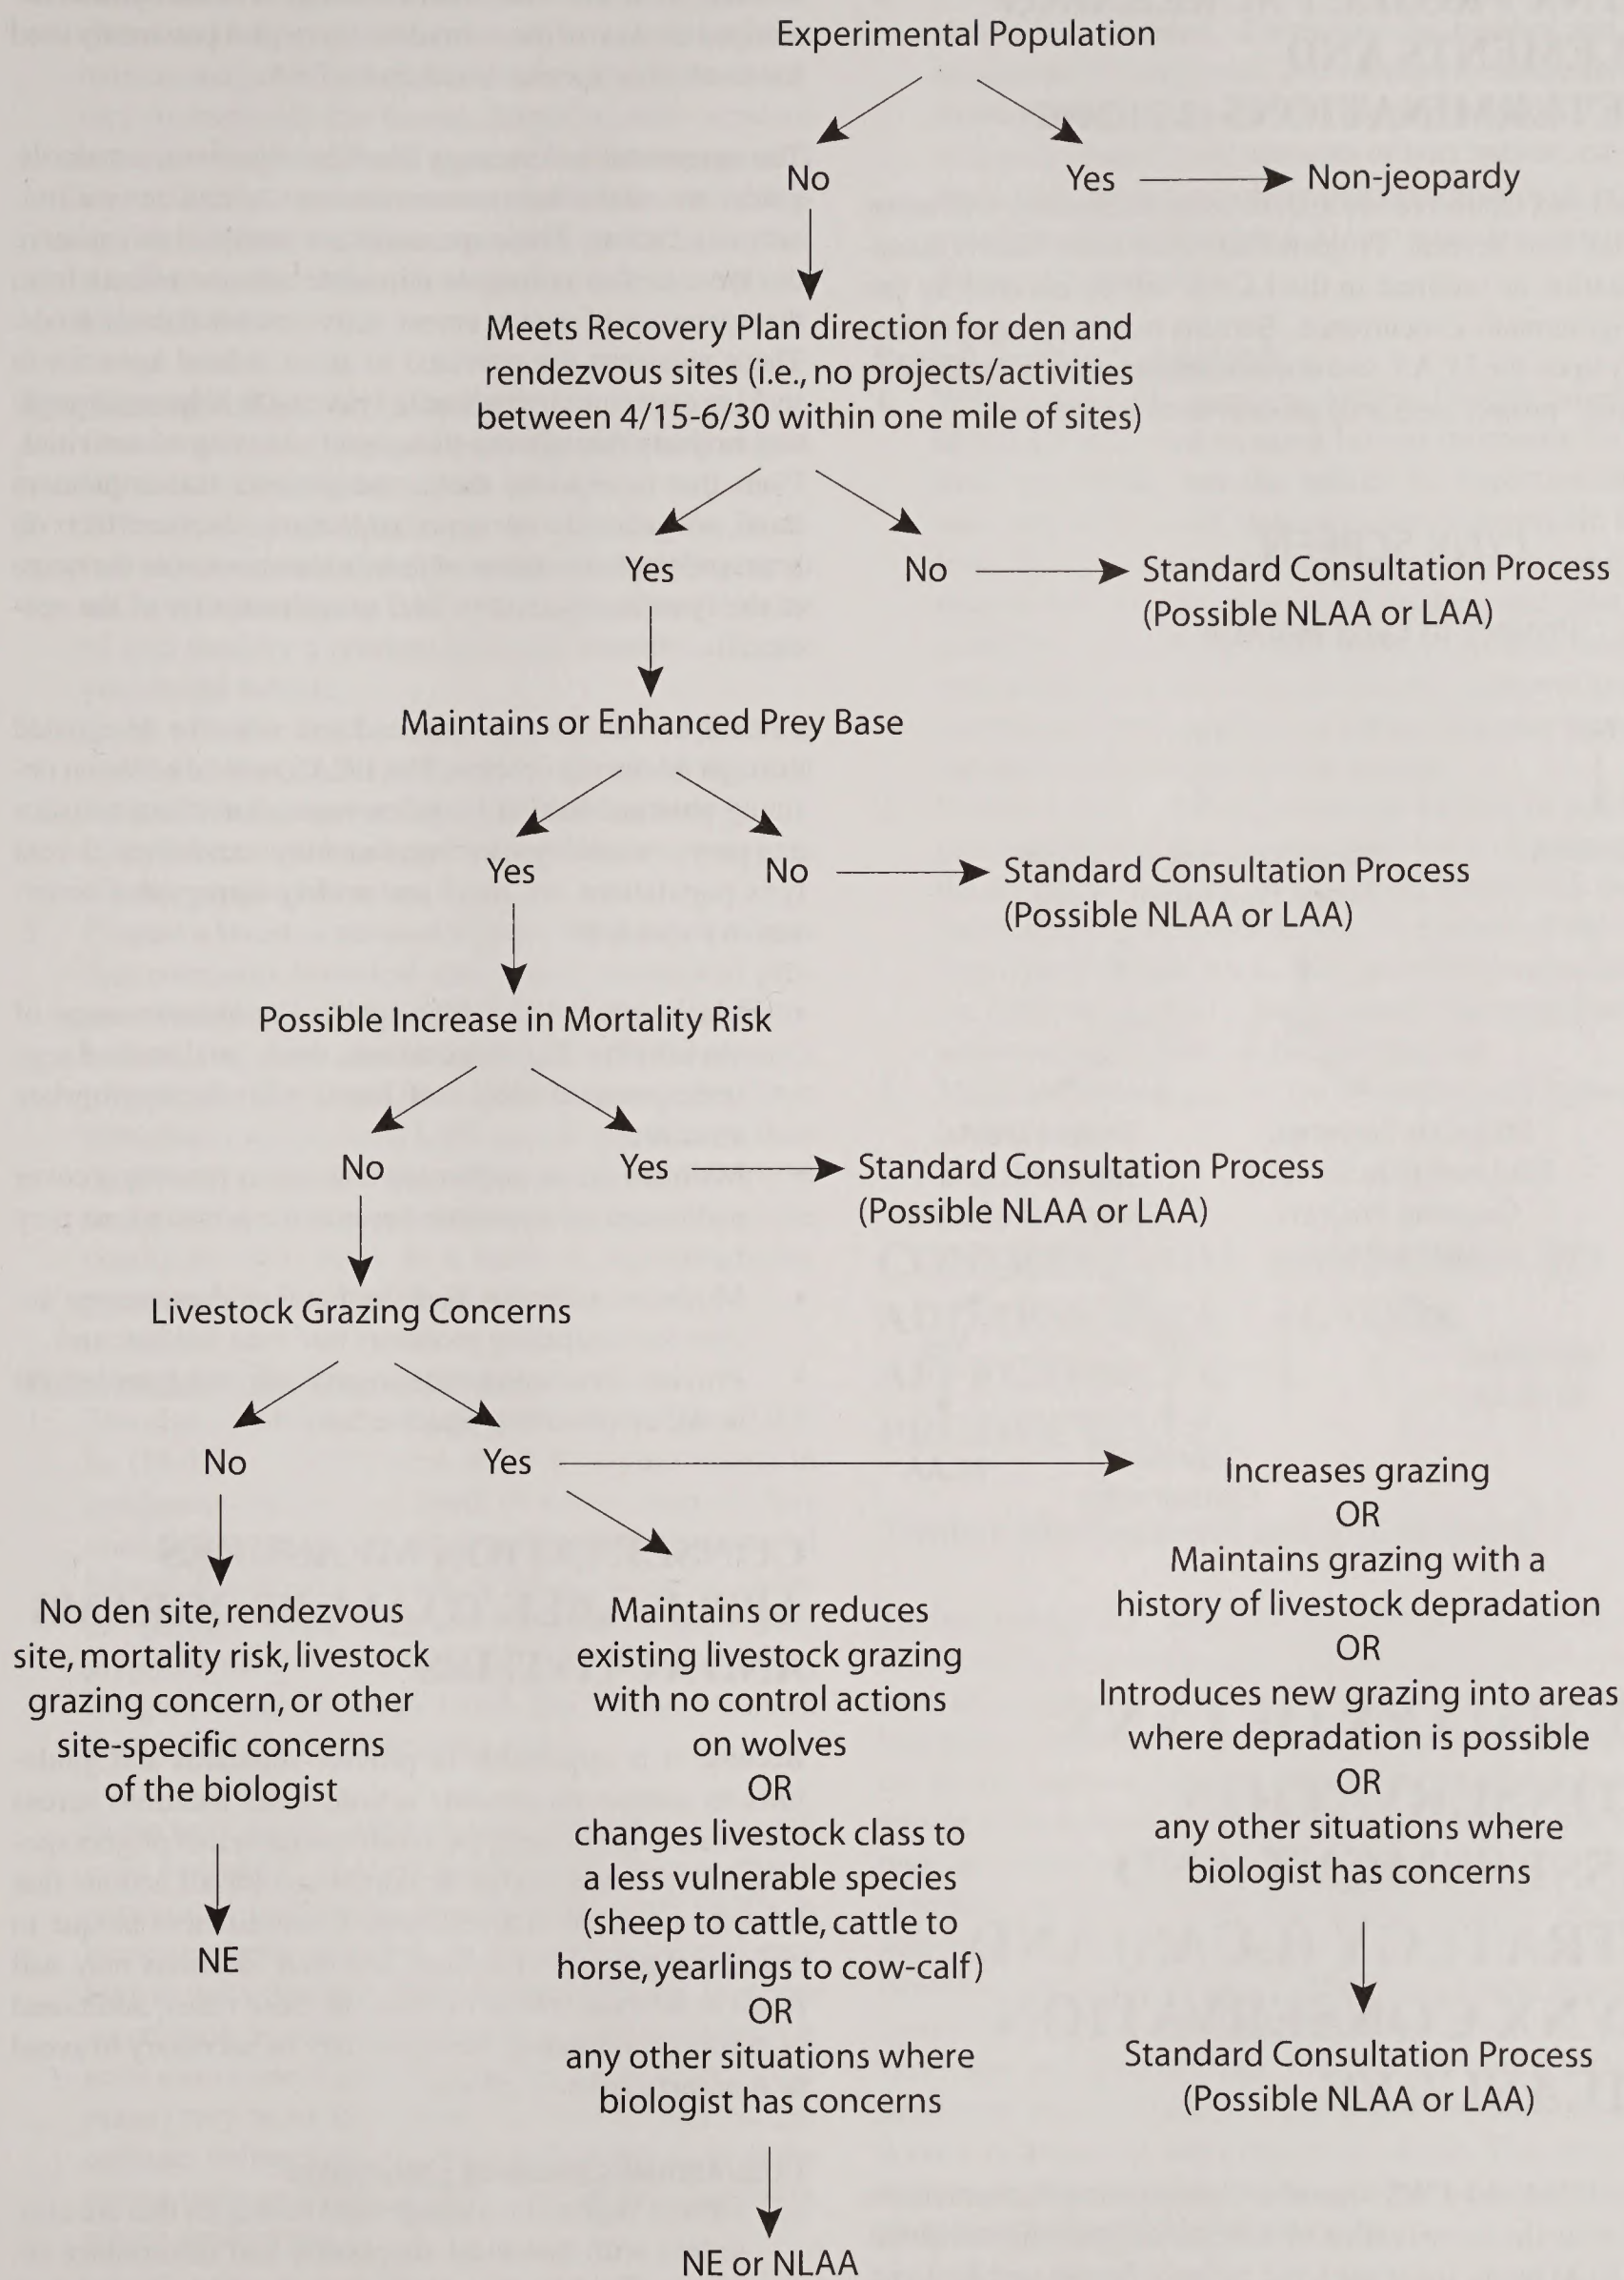 Experimental Population
No
Yes
Non-jeopardy
Meets Recovery Plan direction for den and
rendezvous sites (i.e., no projects/activities
between 4/15-6/30 within one mile of sites)
Yes
No
Standard Consultation Process
(Possible NLAA or LAA)
Maintains or Enhanced Prey Base
Yes
No
Standard Consultation Process
(Possible NLAA or LAA)
Possible Increase in Mortality Risk
No
Yes
Standard Consultation Process
(Possible NLAA or LAA)
Livestock Grazing Concerns
No
Yes
No den site, rendezvous
site, mortality risk, livestock
grazing concern, or other
site-specific concerns
of the biologist
NE
Maintains or reduces
existing livestock grazing
with no control actions
on wolves
OR
changes livestock class to
a less vulnerable species
(sheep to cattle, cattle to
horse, yearlings to cow-calf)
OR
any other situations where
biologist has concerns
NE or NLAA
Increases grazing
OR
Maintains grazing with a
history of livestock depradation
OR
Introduces new grazing into areas
where depradation is possible
OR
any other situations where
biologist has concerns
Standard Consultation Process
(Possible NLAA or LAA)